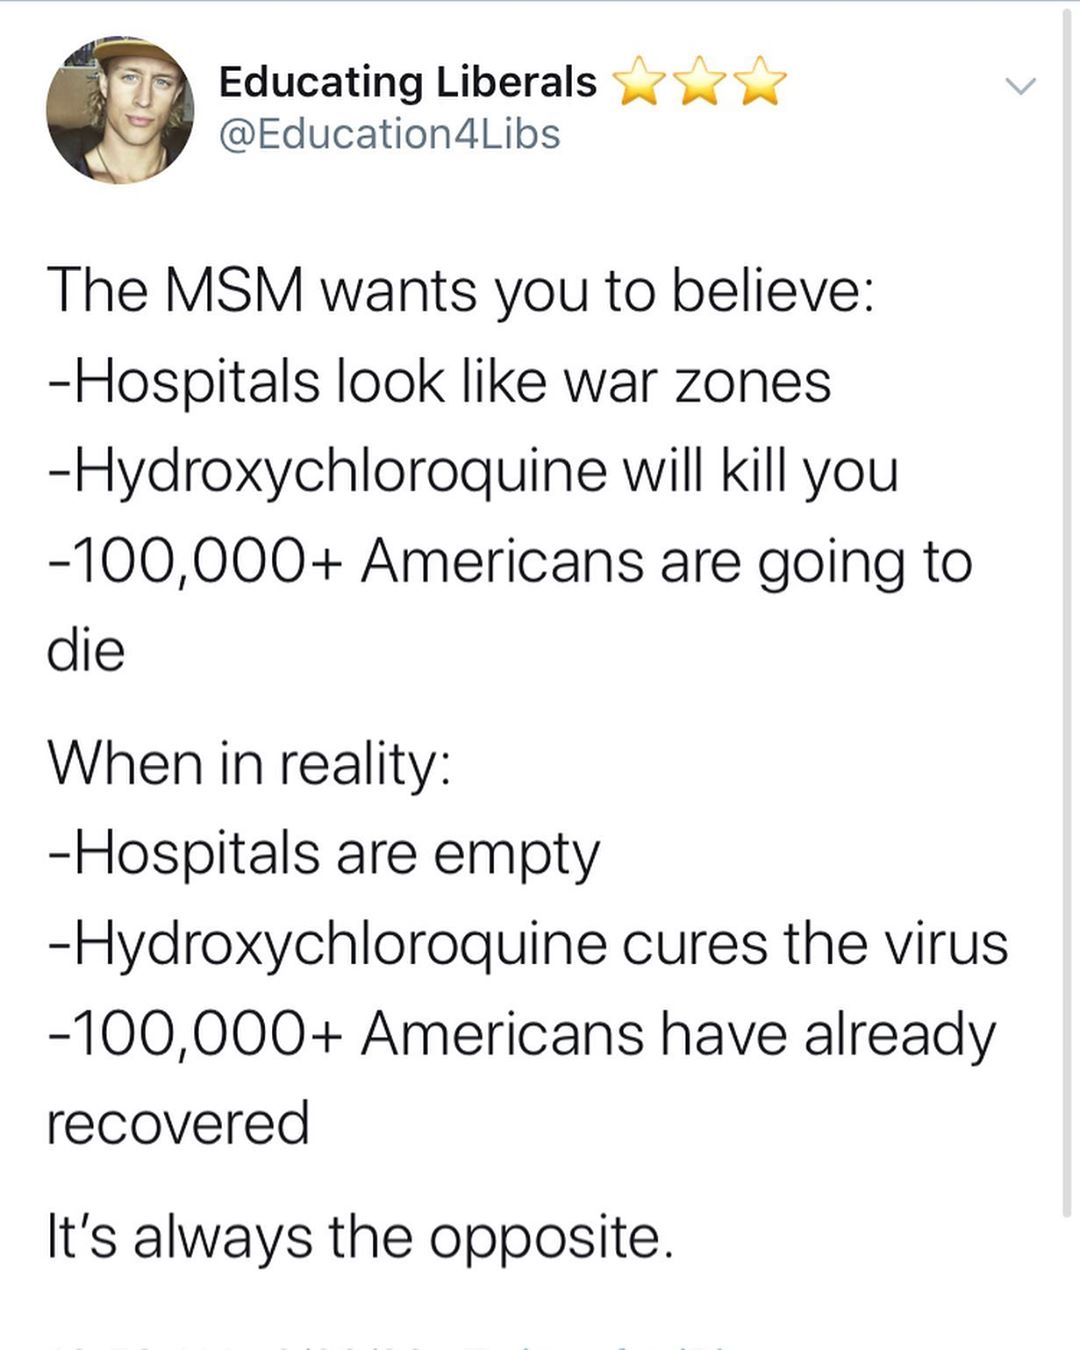 Educating Liberals ⭐⭐⭐
@Education4Libs
The MSM wants you to believe:
-Hospitals look like war zones
-Hydroxychloroquine will kill you
-100,000+ Americans are going to
die
When in reality:
-Hospitals are empty
-Hydroxychloroquine cures the virus
-100,000+ Americans have already
recovered
It's always the opposite.